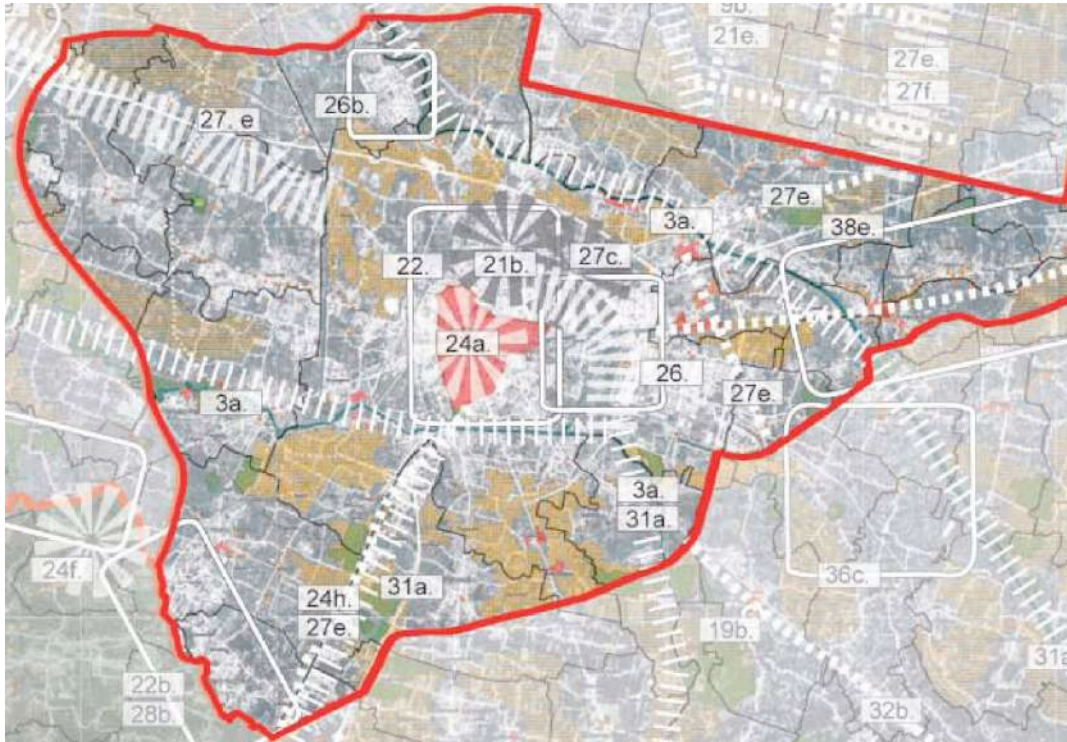 9b.
21e.
27e.
27f.
26b.
27. e
27e.
3a.
38e.
22.
21b.
27c.
24a.
26.
27e.
3a.
3a.
31a.
24f.
36c.
31a.
24h.
27e.
19b.
31a
22b.
28b.
32b.